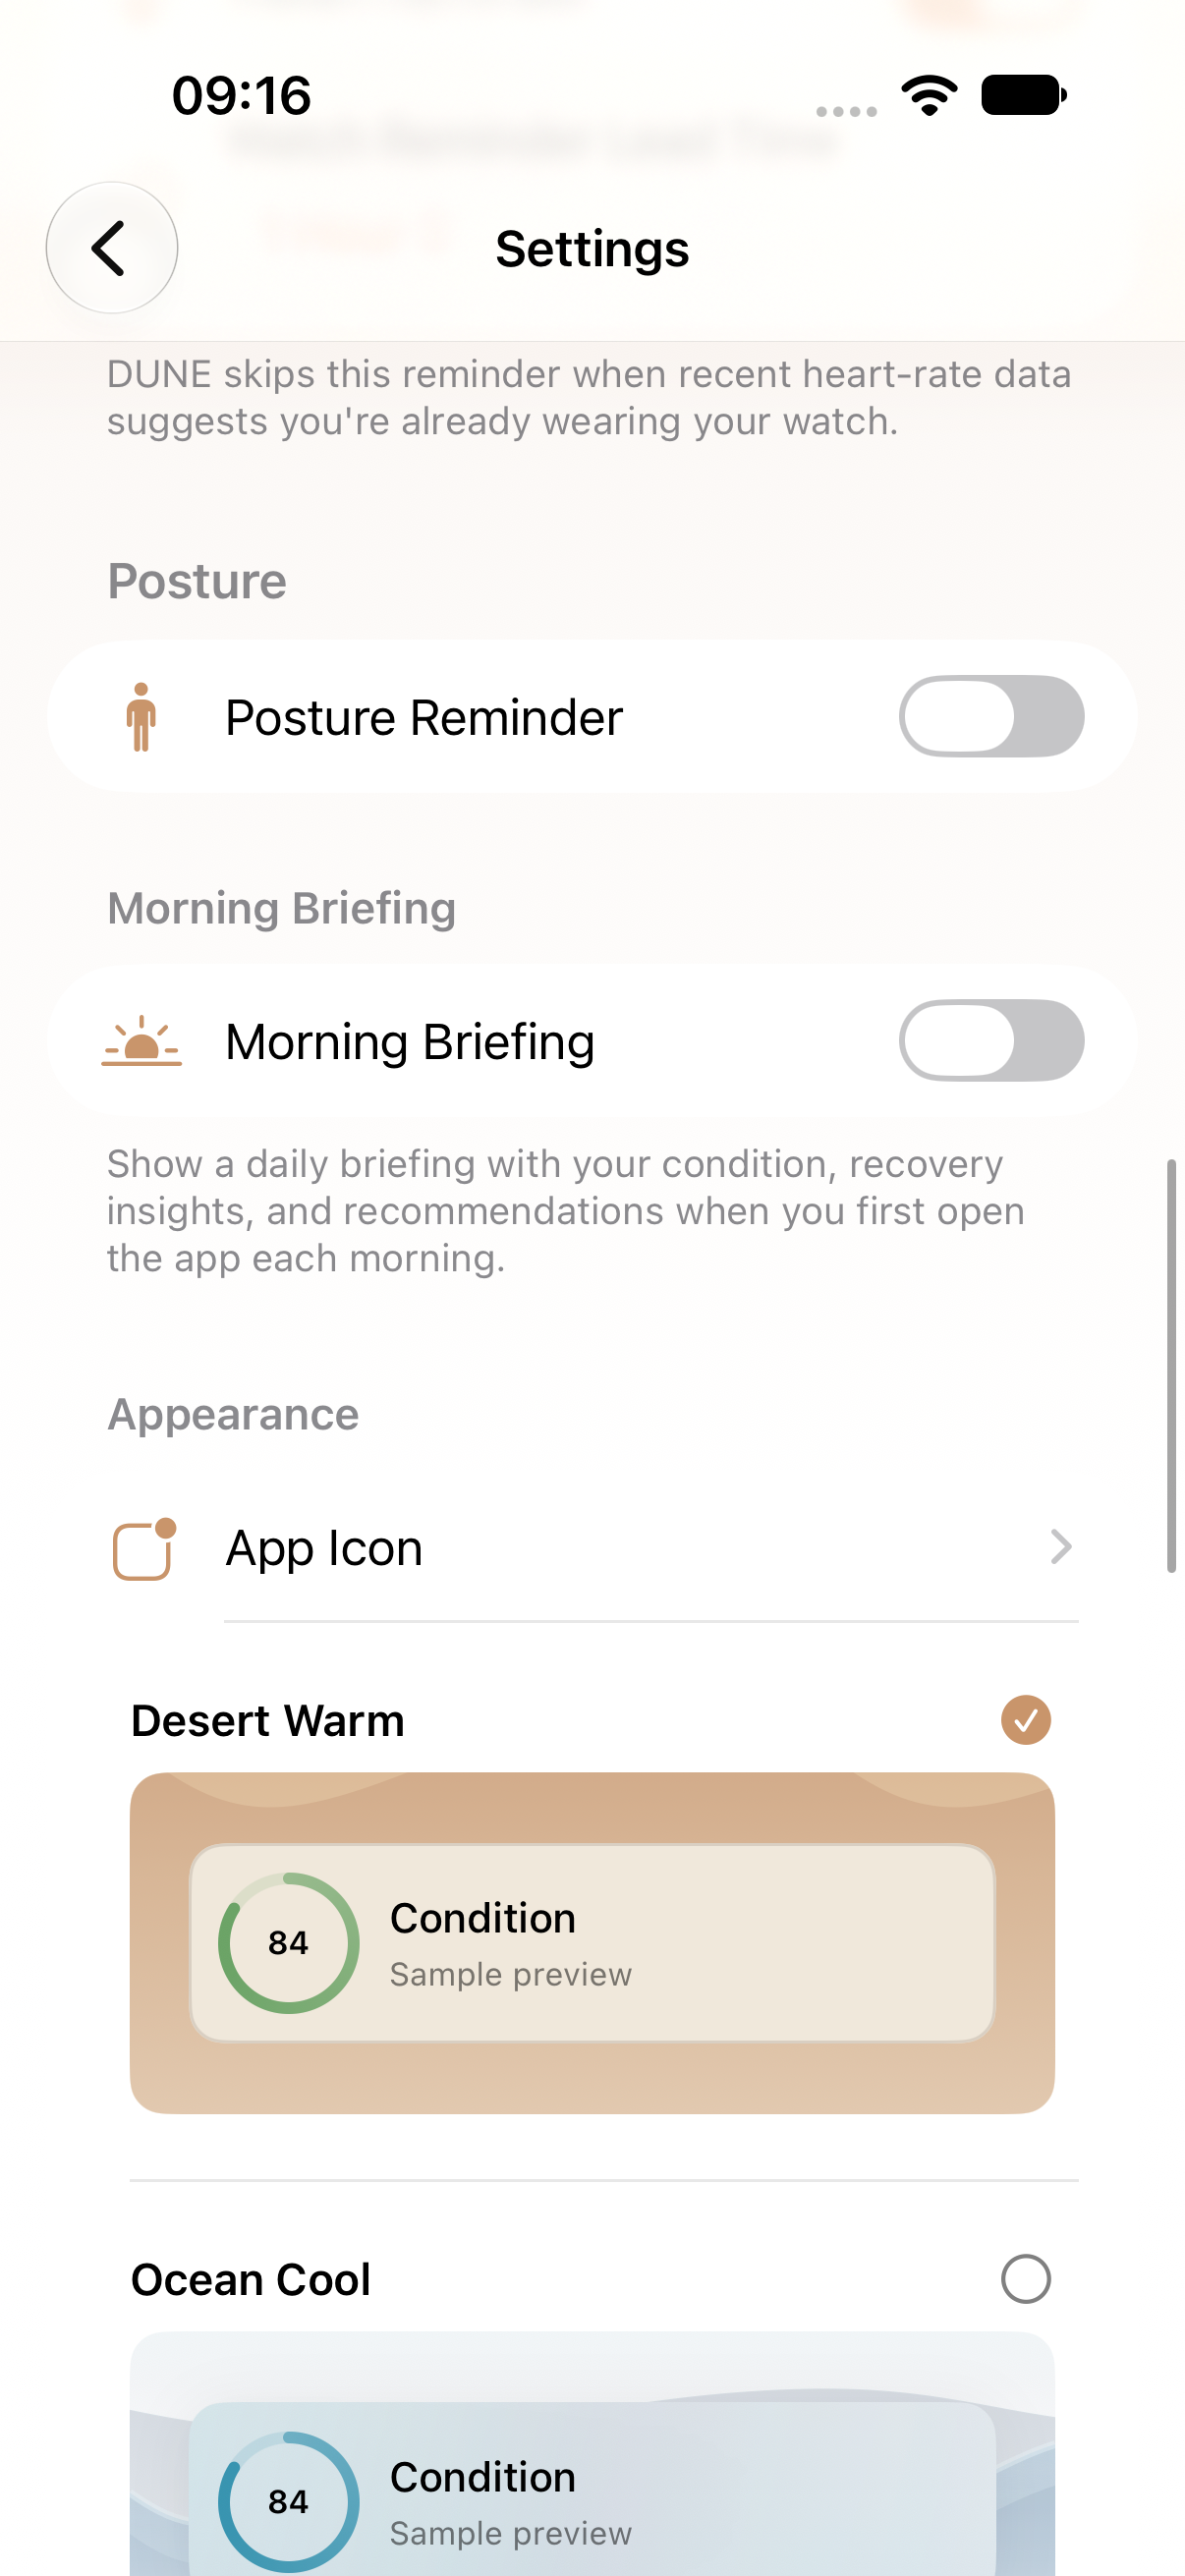 09:16
Settings
DUNE skips this reminder when recent heart-rate data
suggests you're already wearing your watch.
Posture
Posture Reminder
Morning Briefing
Morning Briefing
Show a daily briefing with your condition, recovery
insights, and recommendations when you first open
the app each morning.
Appearance
App Icon
Desert Warm
84
Condition
Sample preview
Ocean Cool
84
Condition
Sample preview